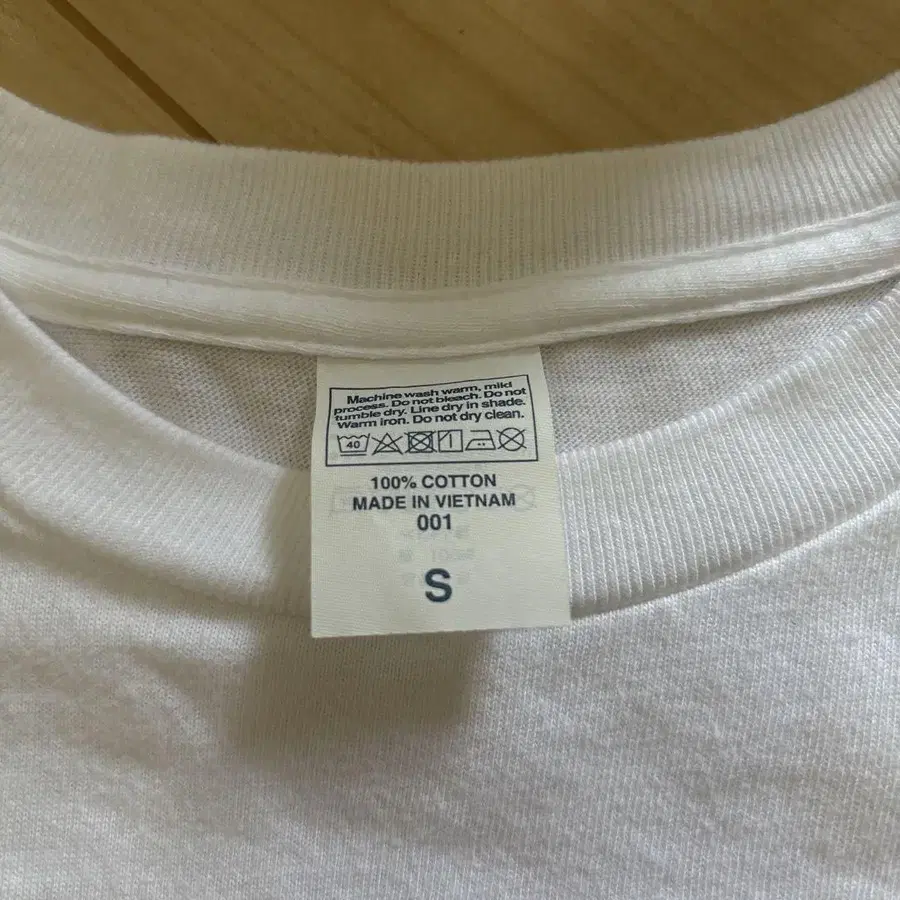 Machine wash warm, mild
process. Do not bleach. Do not
tumble dry. Line dry in shade.
Warm iron. Do not dry clean.
40
100% COTTON
MADE IN VIETNAM
001
S